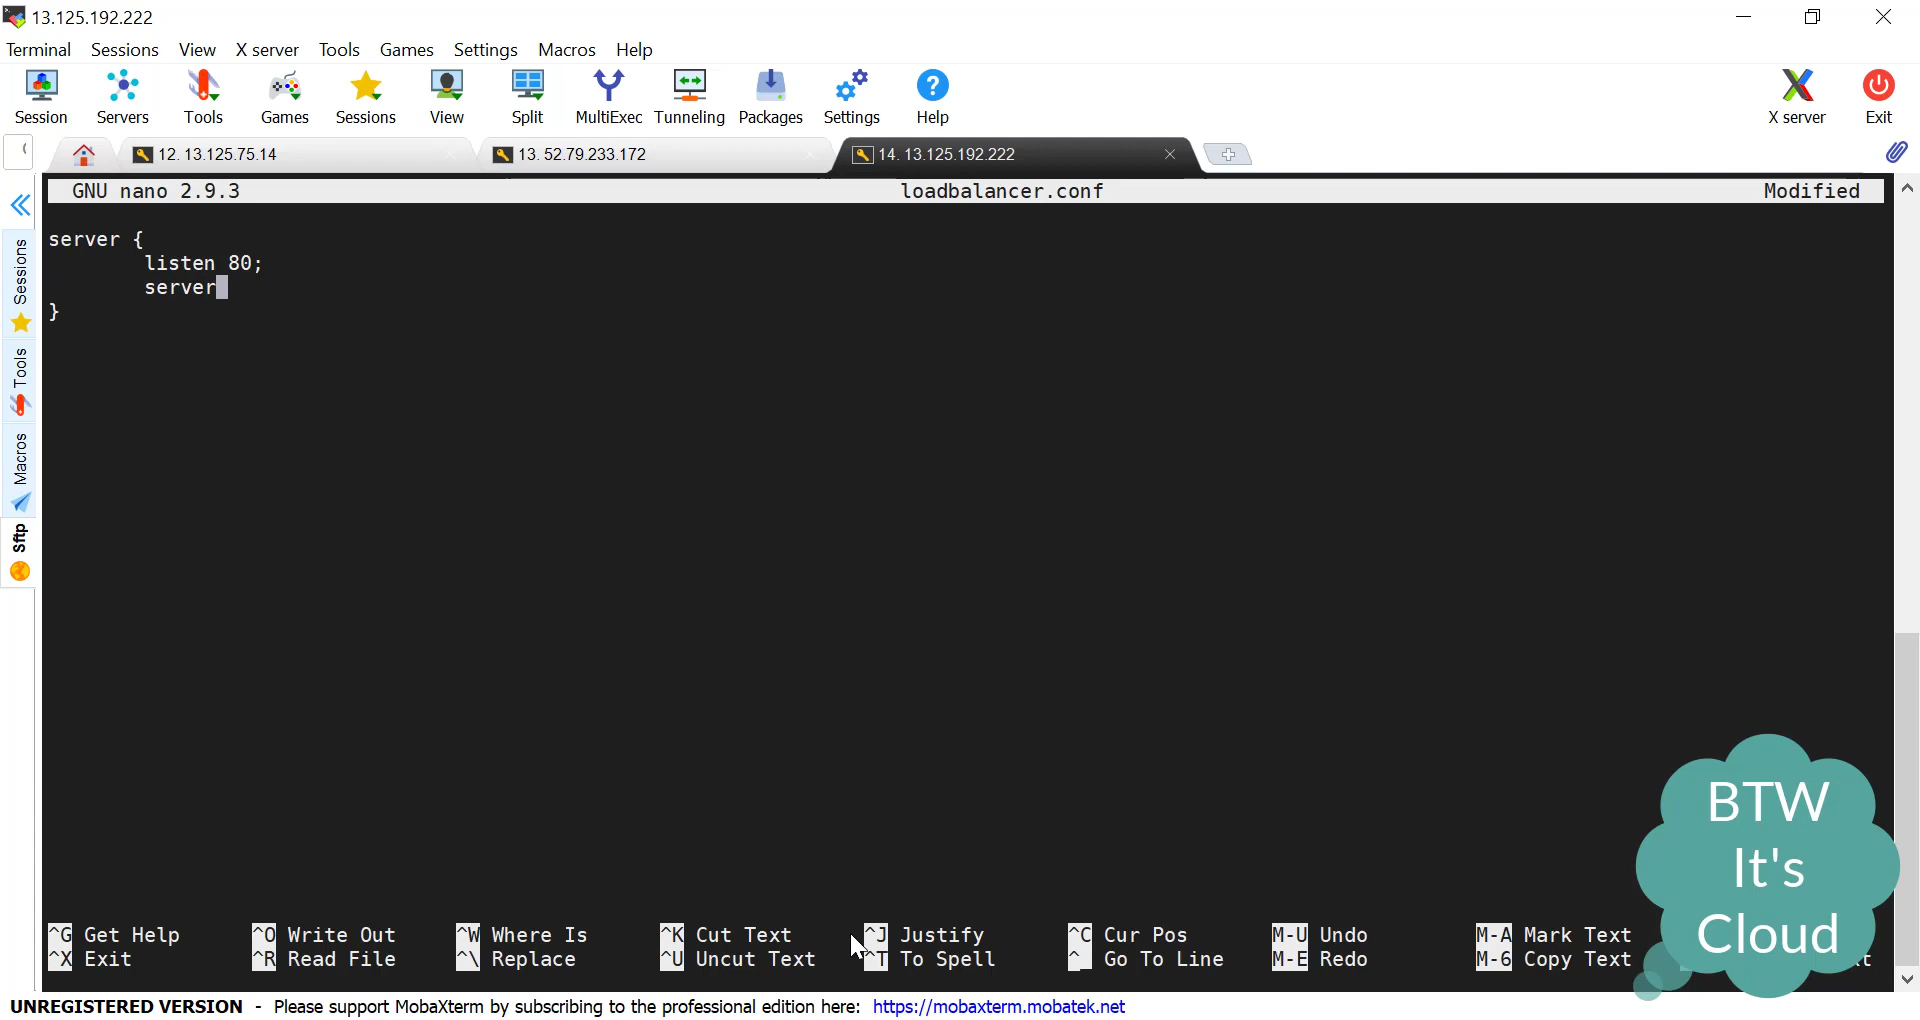 13.125.192.222
Terminal Sessions View X server Tools Games Settings Macros Help
Session Servers Tools Games Sessions View Split MultiExec Tunneling Packages Settings Help X server Exit
12. 13.125.75.14 13. 52.79.233.172 14. 13.125.192.222
GNU nano 2.9.3 loadbalancer.conf Modified
server {
listen 80;
server
}
Sessions
Tools
Macros
Sftp
BTW
It's
Cloud
^G Get Help ^O Write Out ^W Where Is ^K Cut Text ^J Justify ^C Cur Pos M-U Undo M-A Mark Text
^X Exit ^R Read File ^\ Replace ^U Uncut Text ^T To Spell ^_ Go To Line M-E Redo M-6 Copy Text
UNREGISTERED VERSION - Please support MobaXterm by subscribing to the professional edition here: https://mobaxterm.mobatek.net